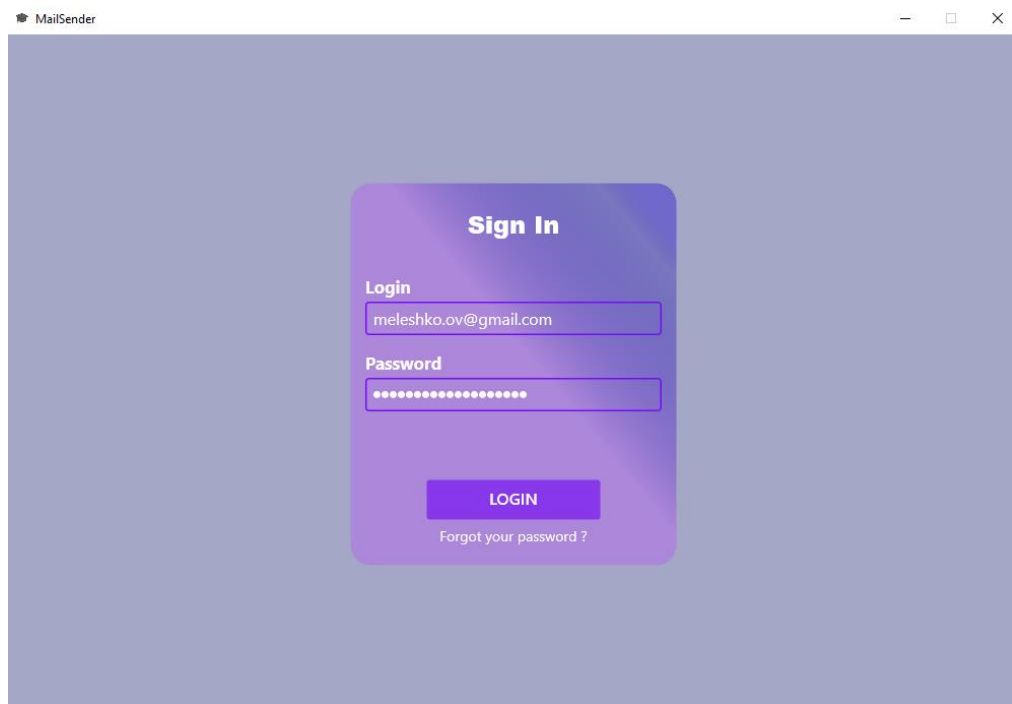 MailSender
Sign In
Login
meleshko.ov@gmail.com
Password
•••••••••••••••••••
LOGIN
Forgot your password ?